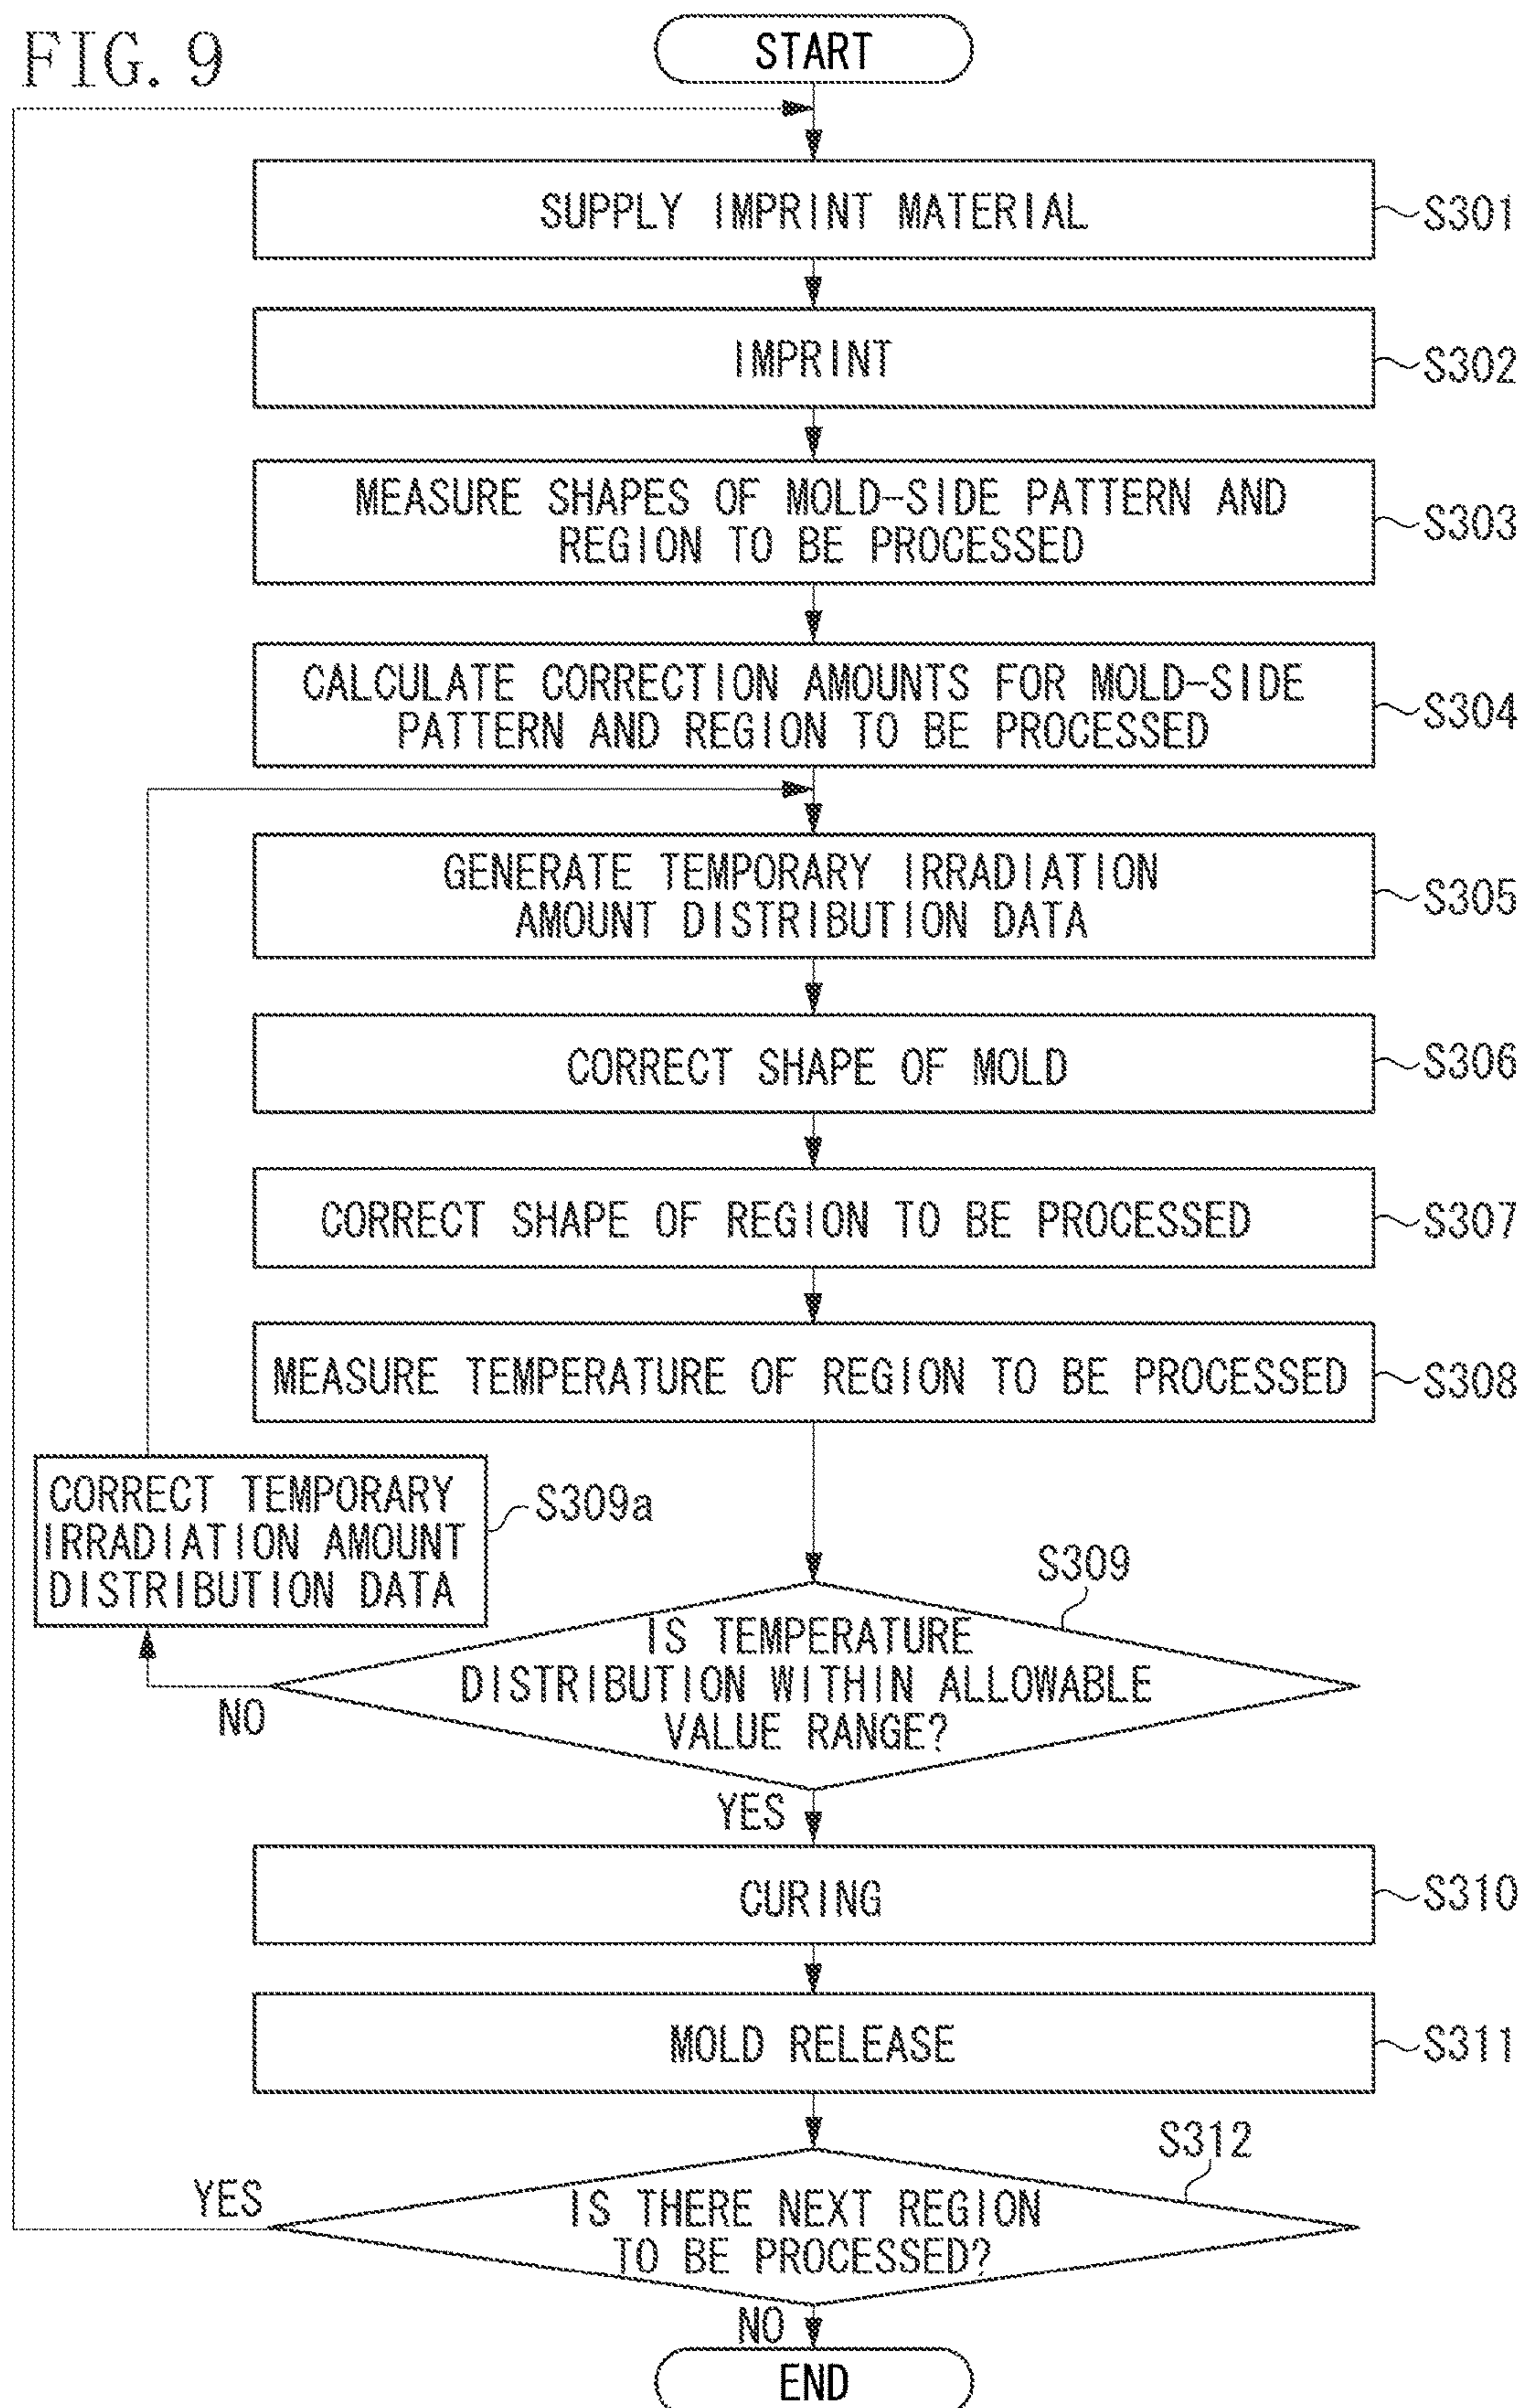 FIG. 9
START
SUPPLY IMPRINT MATERIAL
S301
IMPRINT
S302
MEASURE SHAPES OF MOLD-SIDE PATTERN AND
REGION TO BE PROCESSED
S303
CALCULATE CORRECTION AMOUNTS FOR MOLD-SIDE
PATTERN AND REGION TO BE PROCESSED
S304
GENERATE TEMPORARY IRRADIATION
AMOUNT DISTRIBUTION DATA
S305
CORRECT SHAPE OF MOLD
S306
CORRECT SHAPE OF REGION TO BE PROCESSED
S307
MEASURE TEMPERATURE OF REGION TO BE PROCESSED
S308
CORRECT TEMPORARY
IRRADIATION AMOUNT
DISTRIBUTION DATA
S309a
S309
IS TEMPERATURE
DISTRIBUTION WITHIN ALLOWABLE
VALUE RANGE?
NO
YES
CURING
S310
MOLD RELEASE
S311
S312
YES
IS THERE NEXT REGION
TO BE PROCESSED?
NO
END